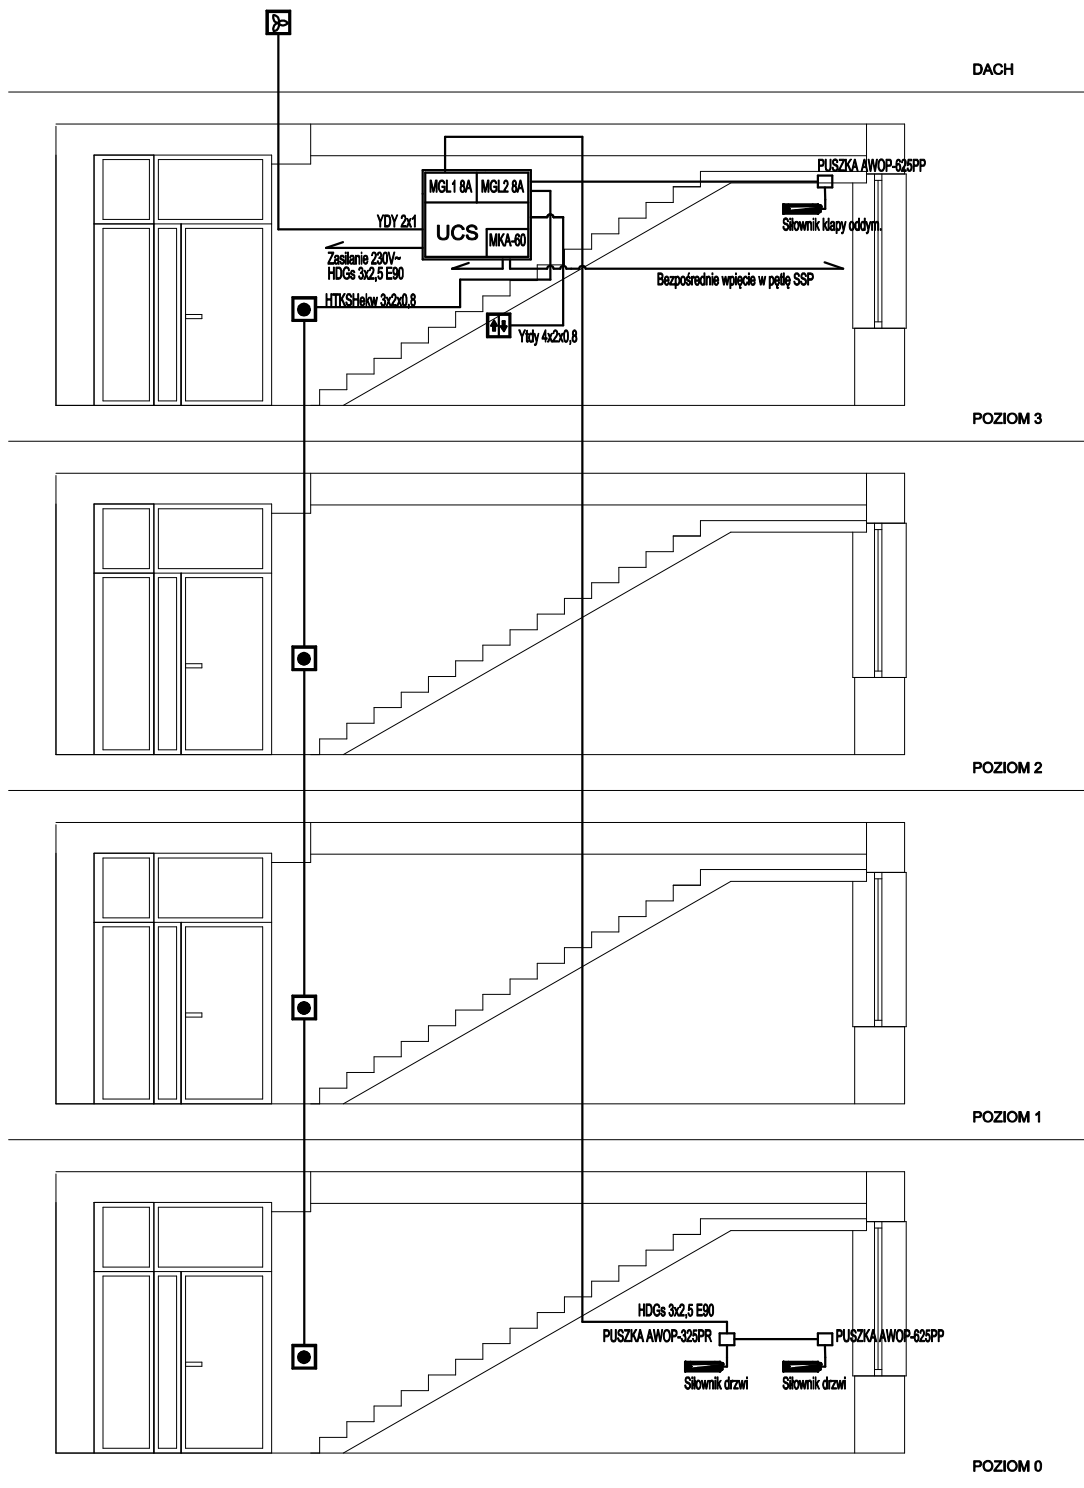 DACH
PUSZKA AWOP-625PP
MGL1 8A
MGL2 8A
YDY 2x1
Siłownik klapy oddym.
UCS
MKA-60
Zasilanie 230V~
HDGs 3x2,5 E90
Bezpośrednie wpięcie w pętlę SSP
HTKSHekw 3x2x0,8
Ytdy 4x2x0,8
POZIOM 3
POZIOM 2
POZIOM 1
HDGs 3x2,5 E90
PUSZKA AWOP-325PR
PUSZKA AWOP-625PP
Siłownik drzwi
Siłownik drzwi
POZIOM 0